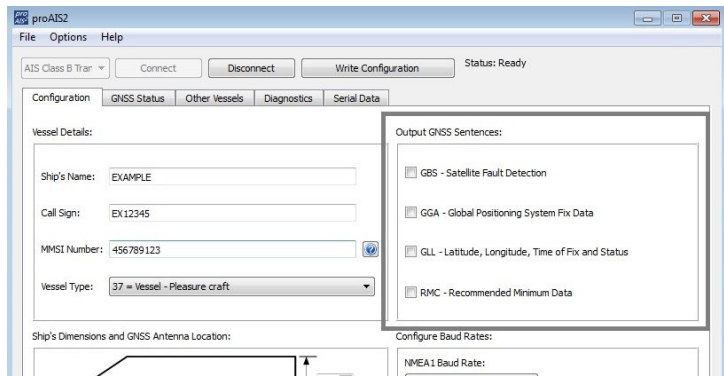 proAIS2
File Options Help
AIS Class B Tran Connect Disconnect Write Configuration Status: Ready
Configuration GNSS Status Other Vessels Diagnostics Serial Data
Vessel Details:
Ship's Name: EXAMPLE
Call Sign: EX12345
MMSI Number: 456789123
Vessel Type: 37 = Vessel - Pleasure craft
Output GNSS Sentences:
GBS - Satellite Fault Detection
GGA - Global Positioning System Fix Data
GLL - Latitude, Longitude, Time of Fix and Status
RMC - Recommended Minimum Data
Ship's Dimensions and GNSS Antenna Location:
Configure Baud Rates:
NMEA1 Baud Rate: